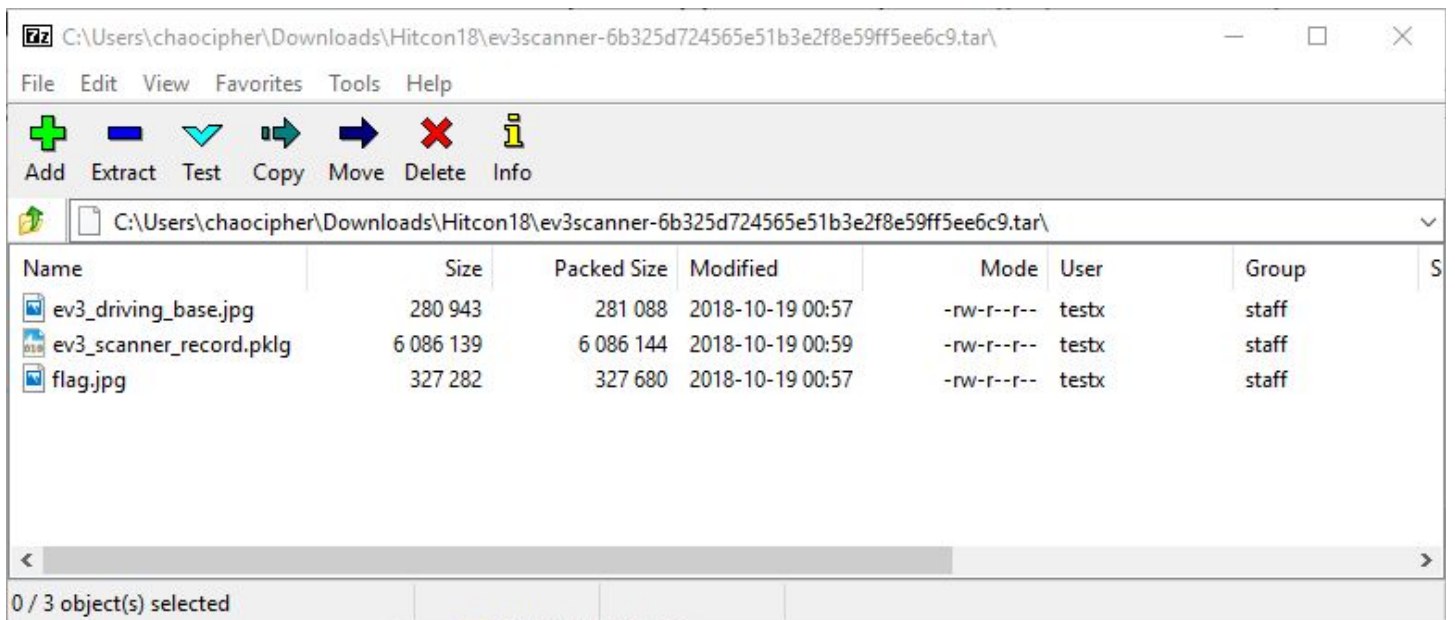 C:\Users\chaocipher\Downloads\Hitcon18\ev3scanner-6b325d724565e51b3e2f8e59ff5ee6c9.tar\
File Edit View Favorites Tools Help
Add Extract Test Copy Move Delete Info
C:\Users\chaocipher\Downloads\Hitcon18\ev3scanner-6b325d724565e51b3e2f8e59ff5ee6c9.tar\
Name Size Packed Size Modified Mode User Group S
ev3_driving_base.jpg 280 943 281 088 2018-10-19 00:57 -rw-r--r-- testx staff
ev3_scanner_record.pklg 6 086 139 6 086 144 2018-10-19 00:59 -rw-r--r-- testx staff
flag.jpg 327 282 327 680 2018-10-19 00:57 -rw-r--r-- testx staff
0 / 3 object(s) selected